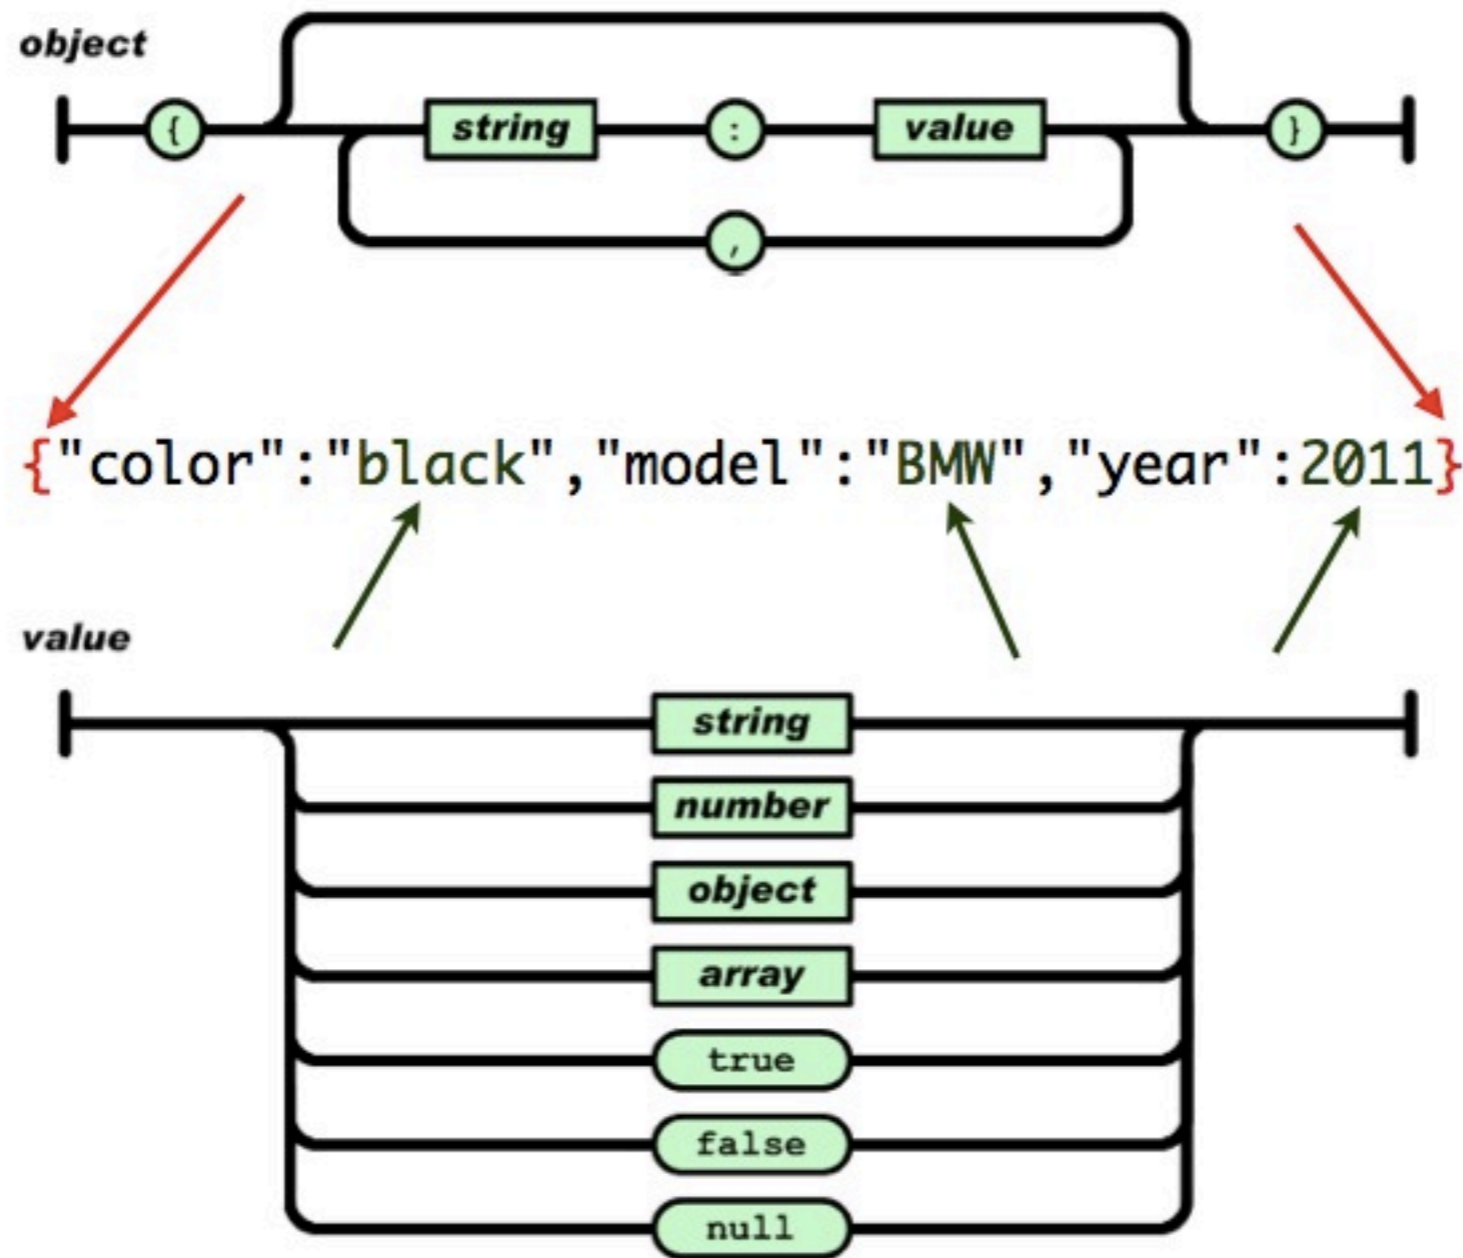 object
{ string : value }
,
{"color":"black","model":"BMW","year":2011}
value
string
number
object
array
true
false
null